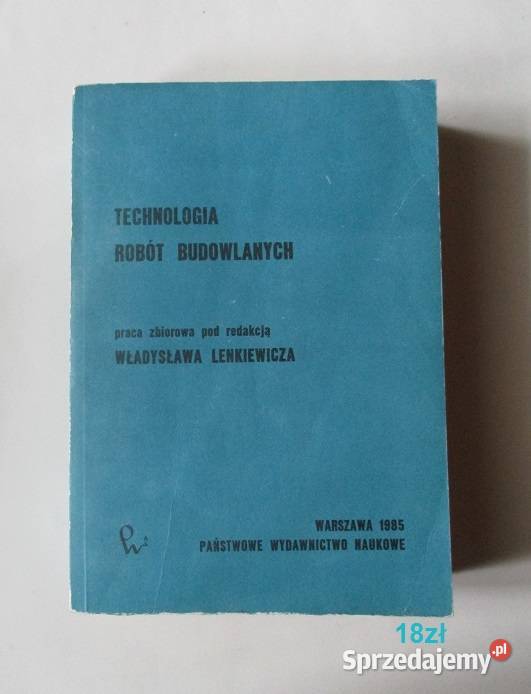 TECHNOLOGIA
ROBÓT BUDOWLANYCH
praca zbiorowa pod redakcją
WŁADYSŁAWA LENKIEWICZA
WARSZAWA 1985
PAŃSTWOWE WYDAWNICTWO NAUKOWE
18zł
Sprzedajemy.pl